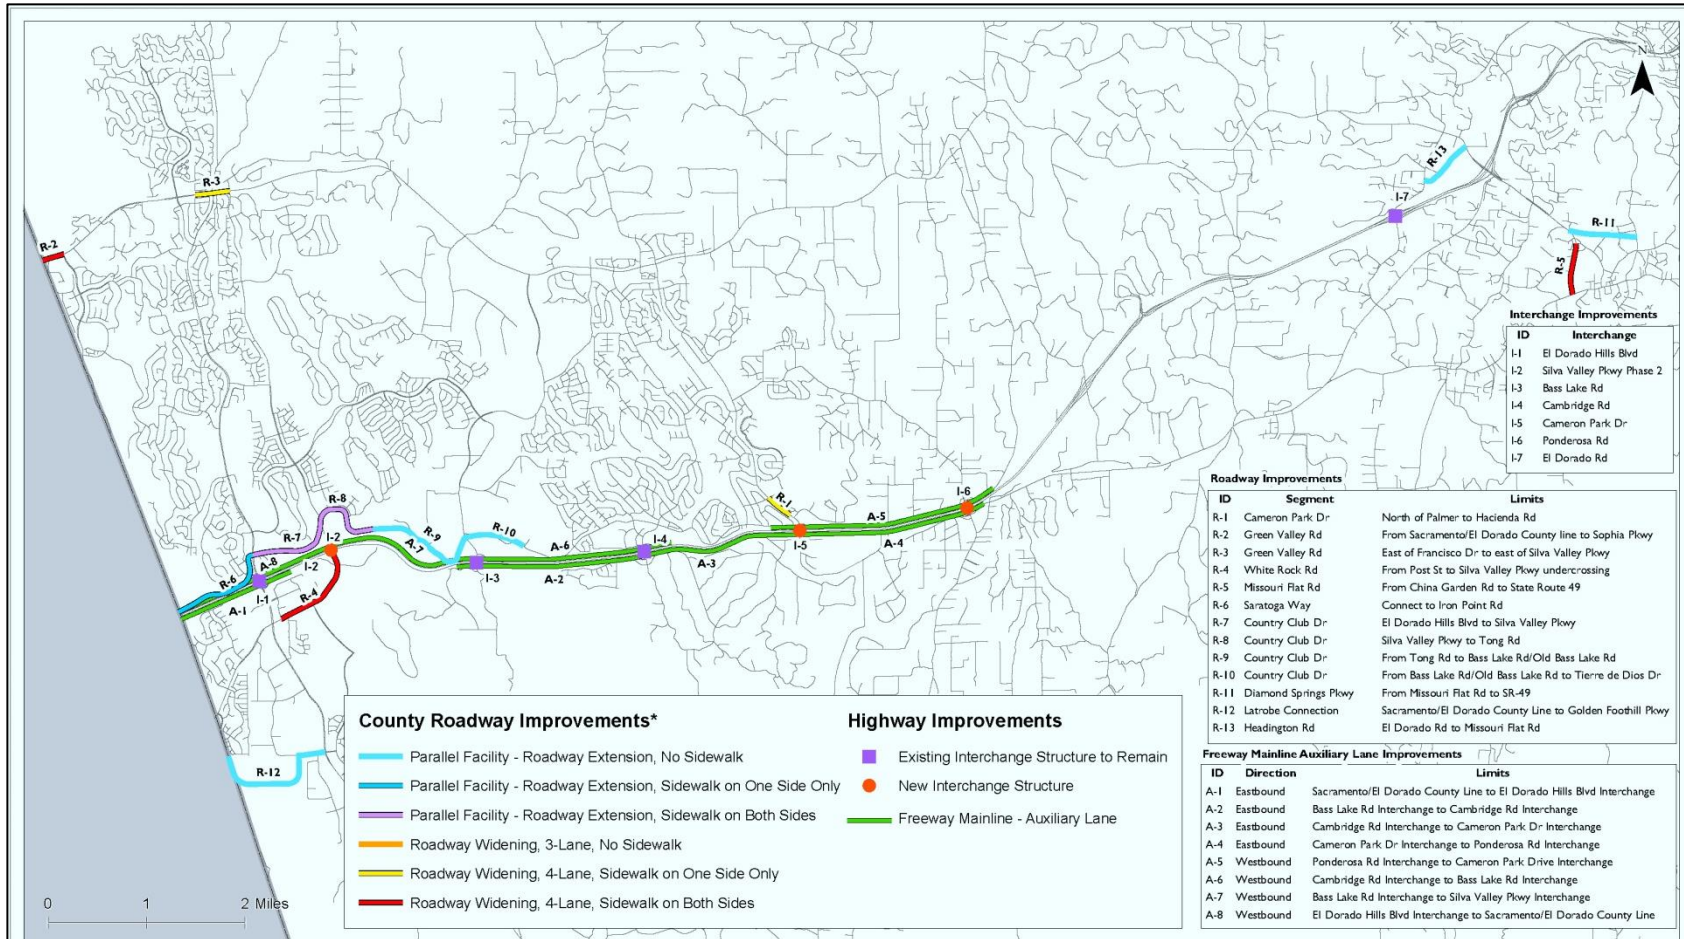 N
R-13
I-7
R-3
R-11
R-2
R-5
Interchange Improvements
ID Interchange
I-1 El Dorado Hills Blvd
I-2 Silva Valley Pkwy Phase 2
I-3 Bass Lake Rd
I-4 Cambridge Rd
I-5 Cameron Park Dr
I-6 Ponderosa Rd
I-7 El Dorado Rd
R-8
R-1
I-6
R-7
I-2
R-9
R-10
A-5
I-4
A-6
A-7
A-8
I-2
I-5
A-4
A-3
R-6
I-3
A-2
I-1
R-4
A-1
R-12
Roadway Improvements
ID Segment Limits
R-1 Cameron Park Dr North of Palmer to Hacienda Rd
R-2 Green Valley Rd From Sacramento/El Dorado County line to Sophia Pkwy
R-3 Green Valley Rd East of Francisco Dr to east of Silva Valley Pkwy
R-4 White Rock Rd From Post St to Silva Valley Pkwy undercrossing
R-5 Missouri Flat Rd From China Garden Rd to State Route 49
R-6 Saratoga Way Connect to Iron Point Rd
R-7 Country Club Dr El Dorado Hills Blvd to Silva Valley Pkwy
R-8 Country Club Dr Silva Valley Pkwy to Tong Rd
R-9 Country Club Dr From Tong Rd to Bass Lake Rd/Old Bass Lake Rd
R-10 Country Club Dr From Bass Lake Rd/Old Bass Lake Rd to Tierre de Dios Dr
R-11 Diamond Springs Pkwy From Missouri Flat Rd to SR-49
R-12 Latrobe Connection Sacramento/El Dorado County Line to Golden Foothill Pkwy
R-13 Headington Rd El Dorado Rd to Missouri Flat Rd
Freeway Mainline Auxiliary Lane Improvements
ID Direction Limits
A-1 Eastbound Sacramento/El Dorado County Line to El Dorado Hills Blvd Interchange
A-2 Eastbound Bass Lake Rd Interchange to Cambridge Rd Interchange
A-3 Eastbound Cambridge Rd Interchange to Cameron Park Dr Interchange
A-4 Eastbound Cameron Park Dr Interchange to Ponderosa Rd Interchange
A-5 Westbound Ponderosa Rd Interchange to Cameron Park Drive Interchange
A-6 Westbound Cambridge Rd Interchange to Bass Lake Rd Interchange
A-7 Westbound Bass Lake Rd Interchange to Silva Valley Pkwy Interchange
A-8 Westbound El Dorado Hills Blvd Interchange to Sacramento/El Dorado County Line
County Roadway Improvements*
Parallel Facility - Roadway Extension, No Sidewalk
Parallel Facility - Roadway Extension, Sidewalk on One Side Only
Parallel Facility - Roadway Extension, Sidewalk on Both Sides
Roadway Widening, 3-Lane, No Sidewalk
Roadway Widening, 4-Lane, Sidewalk on One Side Only
Roadway Widening, 4-Lane, Sidewalk on Both Sides
Highway Improvements
Existing Interchange Structure to Remain
New Interchange Structure
Freeway Mainline - Auxiliary Lane
0 1 2 Miles